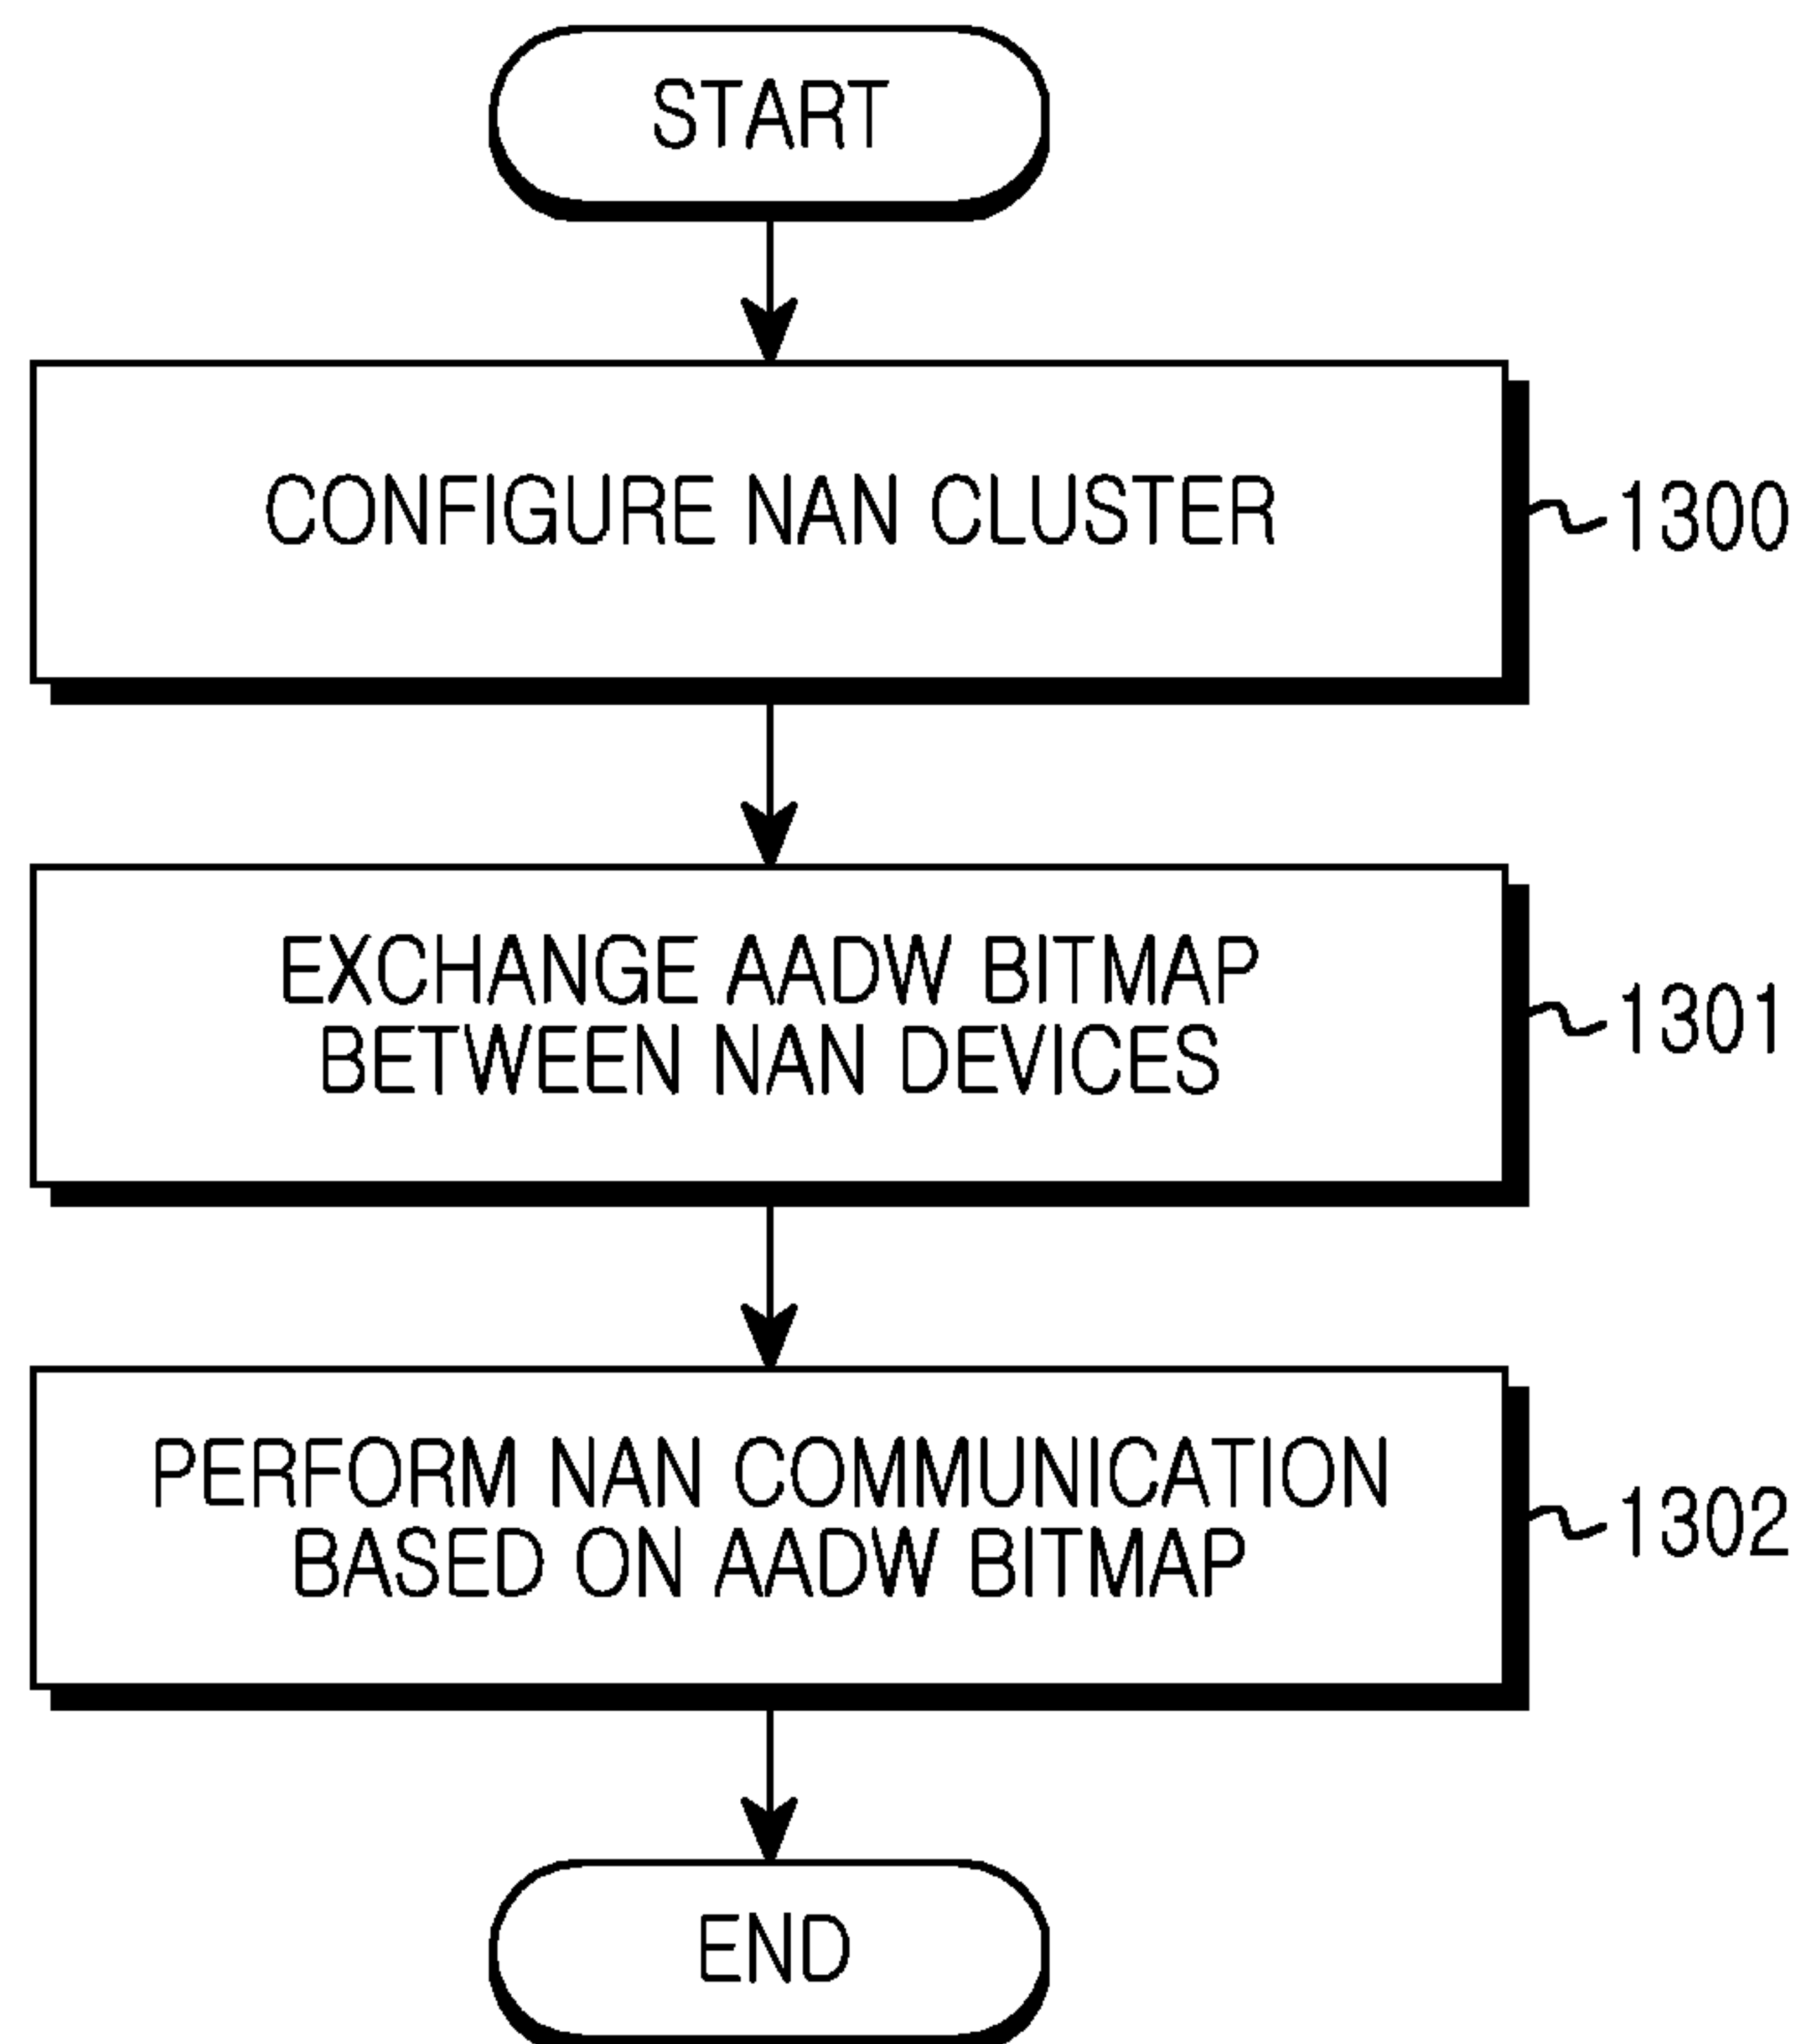 START
CONFIGURE NAN CLUSTER
1300
EXCHANGE AADW BITMAP
BETWEEN NAN DEVICES
1301
PERFORM NAN COMMUNICATION
BASED ON AADW BITMAP
1302
END